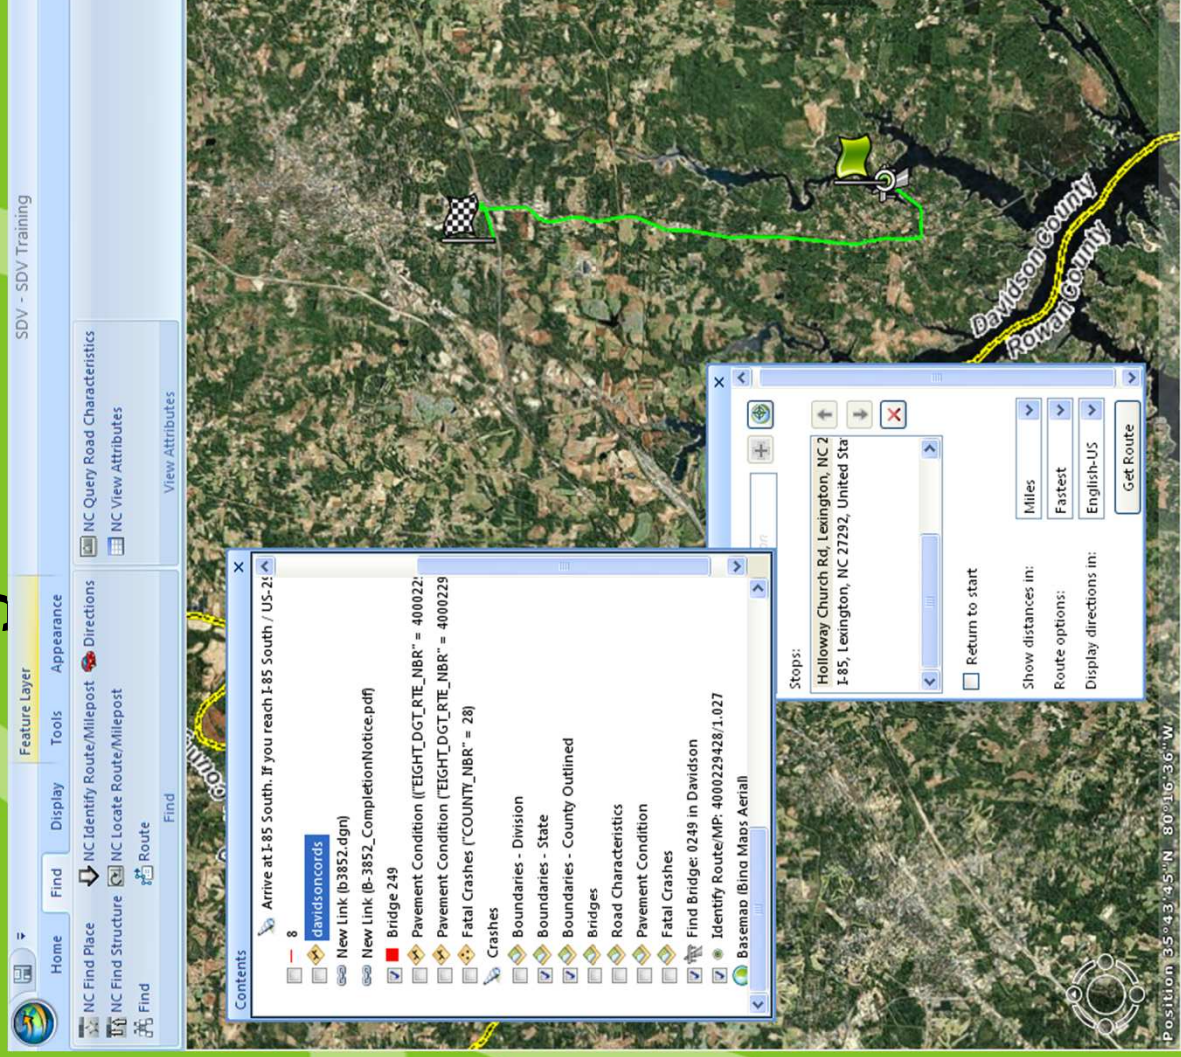 SDV - SDV Training
Feature Layer
Home
Find
Display
Tools
Appearance
NC Find Place
NC Identify Route/Milepost
Directions
NC Query Road Characteristics
NC Find Structure
NC Locate Route/Milepost
NC View Attributes
Find
Route
Find
View Attributes
Contents
Arrive at I-85 South. If you reach I-85 South / US-29
8
davidsoncords
New Link (b3852.dgn)
New Link (B-3852_CompletionNotice.pdf)
Bridge 249
Pavement Condition (("EIGHT_DGT_RTE_NBR" = 400022
Pavement Condition ("EIGHT_DGT_RTE_NBR" = 4000229
Fatal Crashes ("COUNTY_NBR" = 28)
Crashes
Boundaries - Division
Boundaries - State
Boundaries - County Outlined
Bridges
Road Characteristics
Pavement Condition
Fatal Crashes
Find Bridge: 0249 in Davidson
Identify Route/MP: 4000229428/1.027
Basemap (Bing Maps Aerial)
Stops:
Holloway Church Rd, Lexington, NC 2
I-85, Lexington, NC 27292, United Sta
Return to start
Show distances in:
Miles
Route options:
Fastest
Display directions in:
English-US
Get Route
Davidson County
Rowan County
Position 35°43'45"N 80°16'36"W